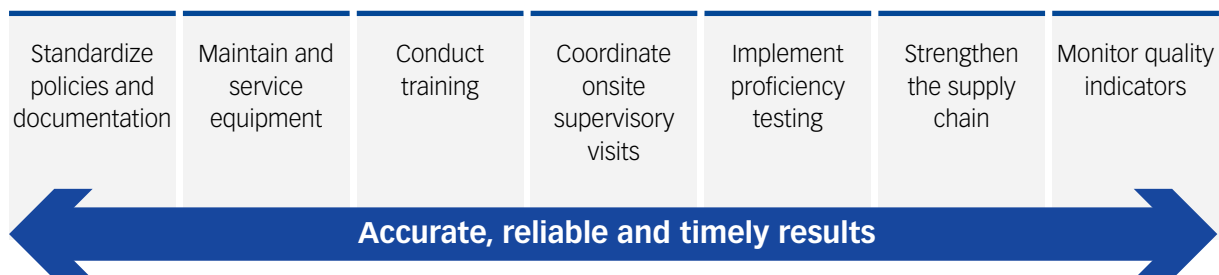 Standardize
policies and
documentation
Maintain and
service
equipment
Conduct
training
Coordinate
onsite
supervisory
visits
Implement
proficiency
testing
Strengthen
the supply
chain
Monitor quality
indicators
Accurate, reliable and timely results